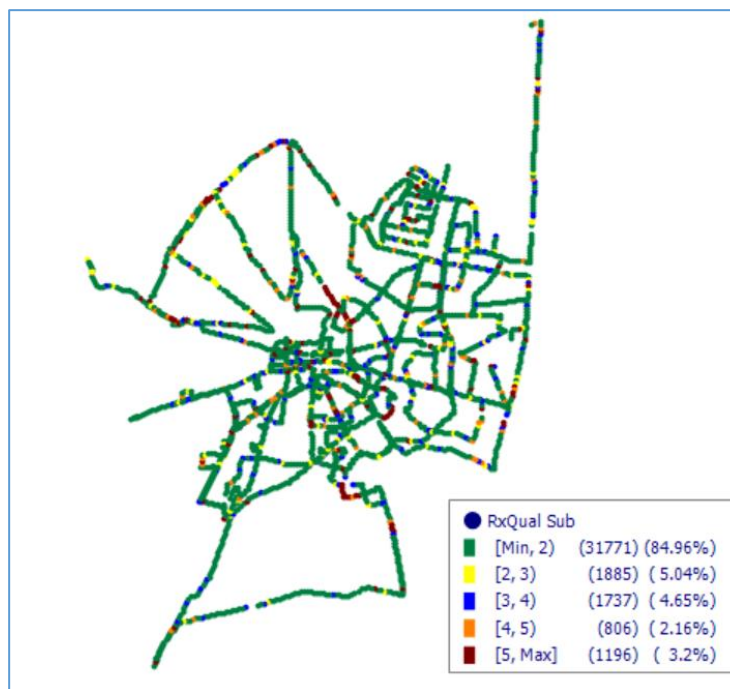 RxQual Sub
[Min, 2) (31771) (84.96%)
[2, 3) (1885) ( 5.04%)
[3, 4) (1737) ( 4.65%)
[4, 5) (806) ( 2.16%)
[5, Max] (1196) ( 3.2%)